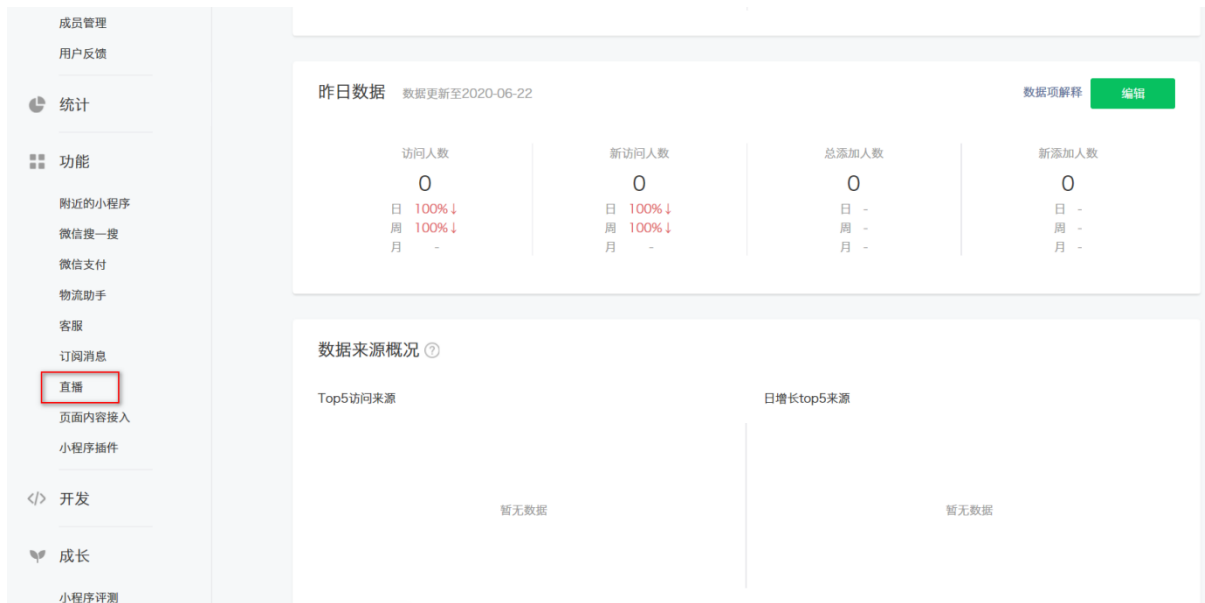 成员管理
用户反馈
统计
功能
附近的小程序
微信搜一搜
微信支付
物流助手
客服
订阅消息
直播
页面内容接入
小程序插件
开发
成长
小程序评测
昨日数据 数据更新至2020-06-22 数据项解释 编辑
访问人数 新访问人数 总添加人数 新添加人数
0 0 0 0
日 100%↓ 日 100%↓ 日 - 日 -
周 100%↓ 周 100%↓ 周 - 周 -
月 - 月 - 月 - 月 -
数据来源概况 ?
Top5访问来源 日增长top5来源
暂无数据 暂无数据